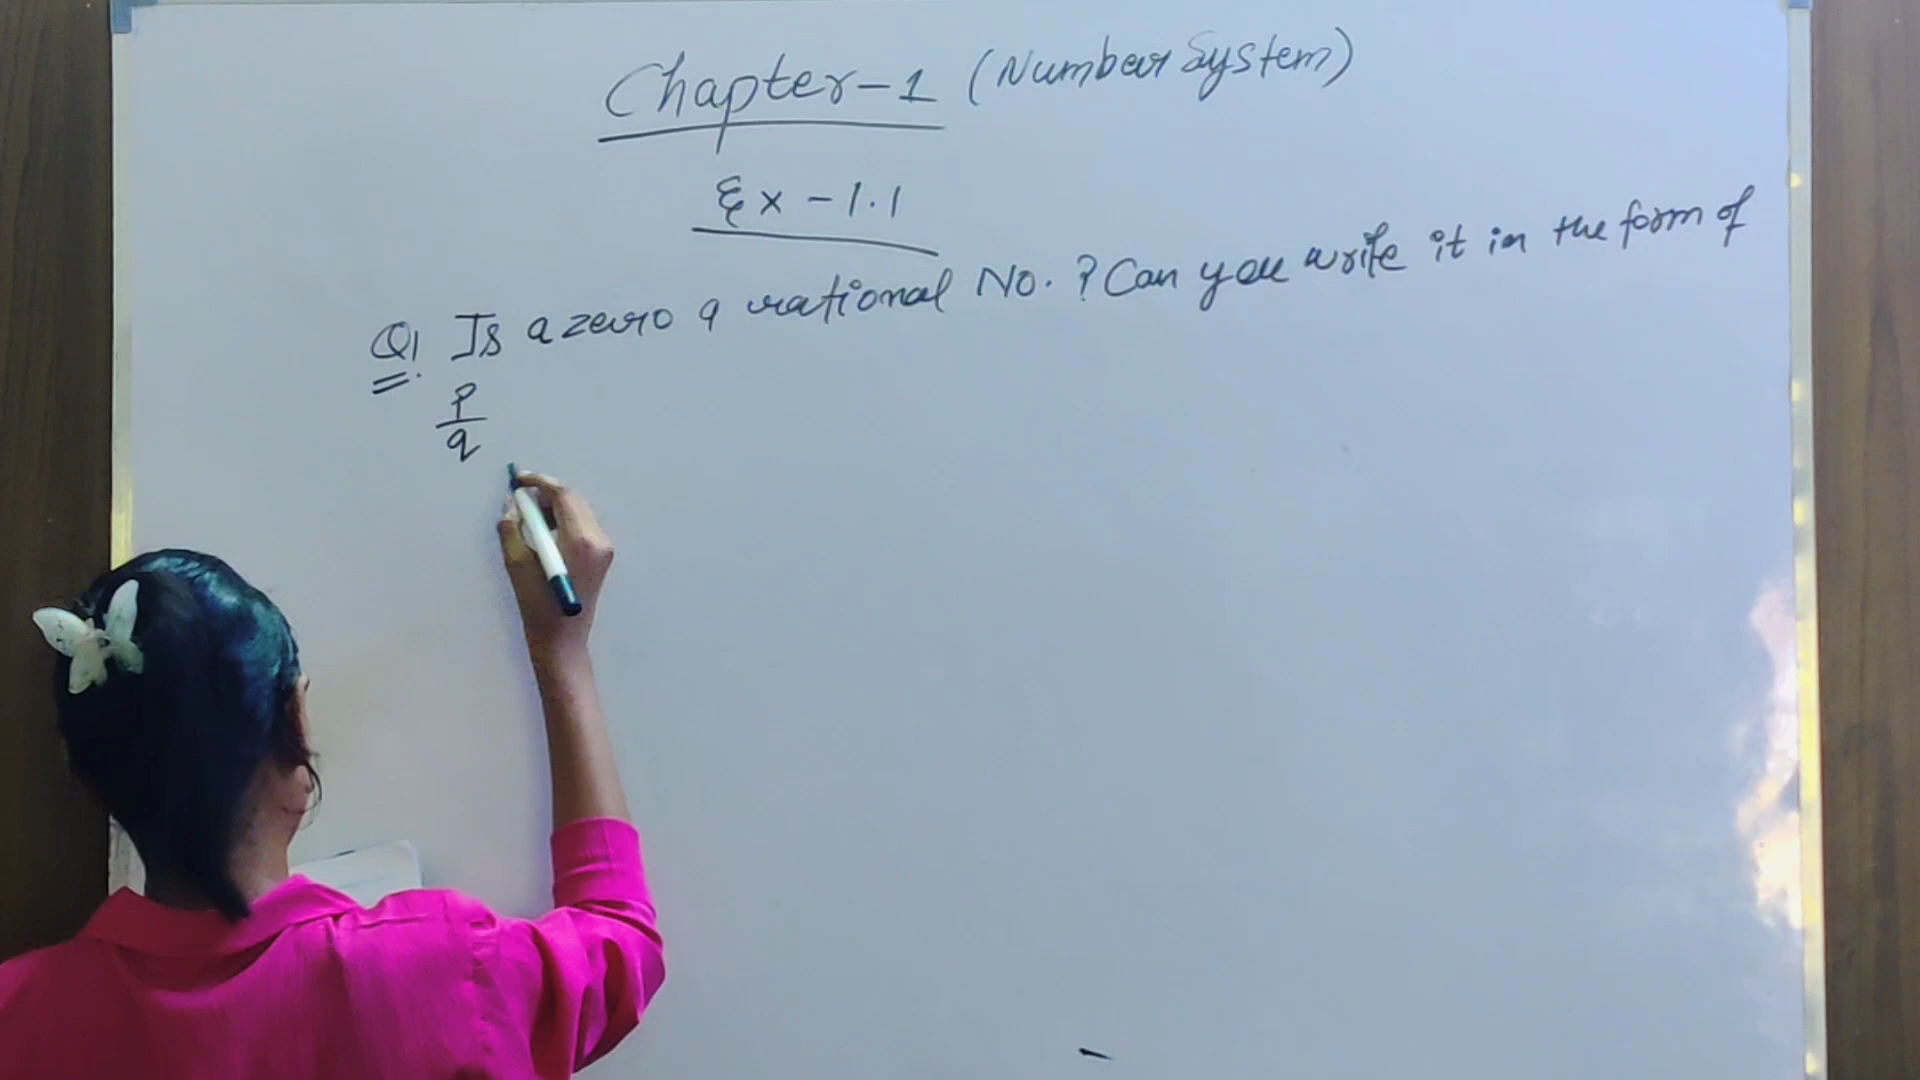 Chapter-1 (Number System)
Ex-1.1
Q1. Is a zero a rational No.? Can you write it in the form of
p
q